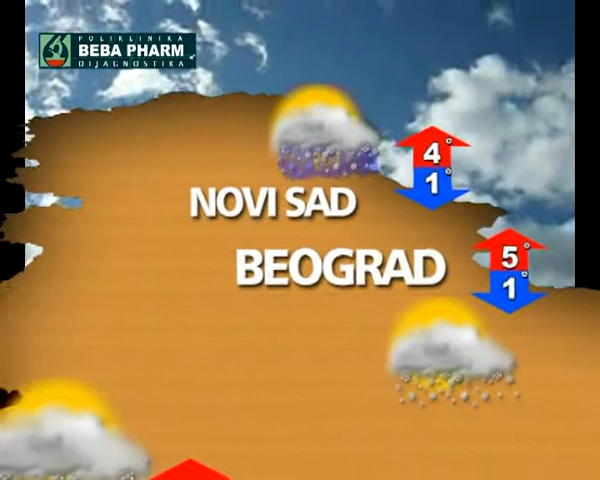 POLIKLINIKA
BEBA PHARM
DIJAGNOSTIKA
4°
1°
NOVI SAD
BEOGRAD
5°
1°